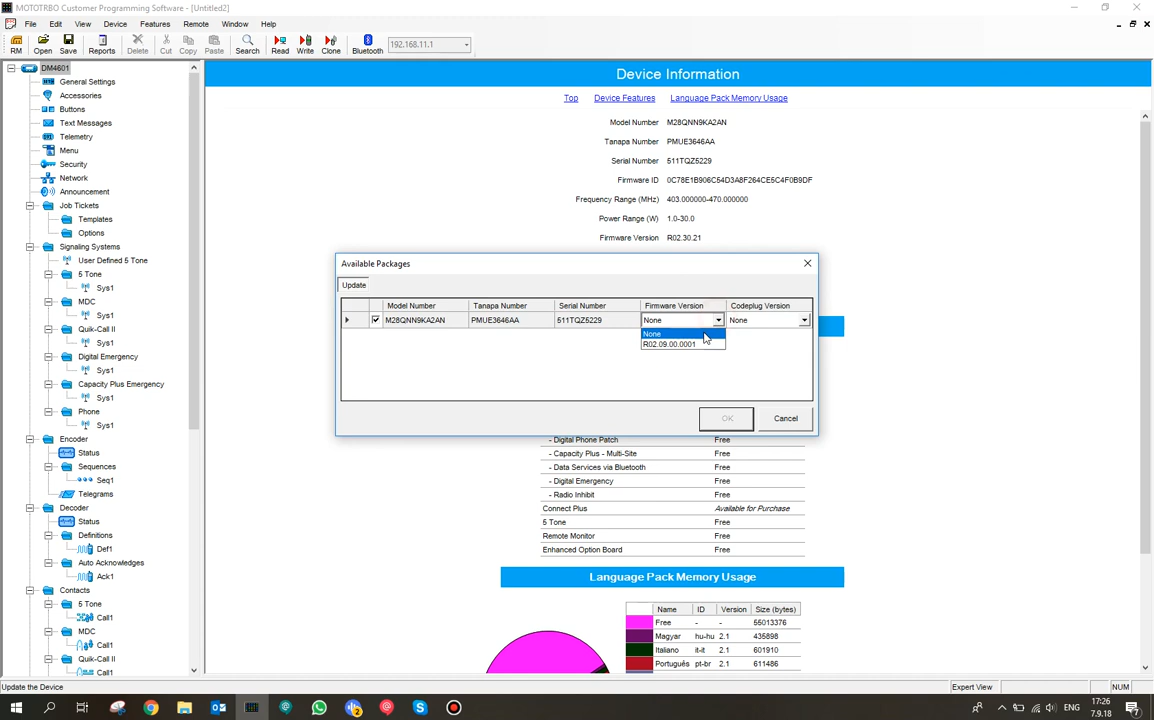 MOTOTRBO Customer Programming Software - [Untitled2]
File Edit View Device Features Remote Window Help
RM Open Save Reports Delete Cut Copy Paste Search Read Write Clone Bluetooth 192.168.11.1
DM4601
General Settings
Accessories
Buttons
Text Messages
Telemetry
Menu
Security
Network
Announcement
Job Tickets
Templates
Options
Signaling Systems
User Defined 5 Tone
5 Tone
Sys1
MDC
Sys1
Quik-Call II
Sys1
Digital Emergency
Sys1
Capacity Plus Emergency
Sys1
Phone
Sys1
Encoder
Status
Sequences
Seq1
Telegrams
Decoder
Status
Definitions
Def1
Auto Acknowledges
Ack1
Contacts
5 Tone
Call1
MDC
Call1
Quik-Call II
Call1
Device Information
Top Device Features Language Pack Memory Usage
Model Number M28QNN9KA2AN
Tanapa Number PMUE3646AA
Serial Number 511TQZ5229
Firmware ID 0C78E1B906C54D3A8F264CE5C4F0B9DF
Frequency Range (MHz) 403.000000-470.000000
Power Range (W) 1.0-30.0
Firmware Version R02.30.21
Available Packages
Update
Model Number Tanapa Number Serial Number Firmware Version Codeplug Version
M28QNN9KA2AN PMUE3646AA 511TQZ5229 None None
None
R02.09.00.0001
OK Cancel
- Digital Phone Patch Free
- Capacity Plus - Multi-Site Free
- Data Services via Bluetooth Free
- Digital Emergency Free
- Radio Inhibit Free
Connect Plus Available for Purchase
5 Tone Free
Remote Monitor Free
Enhanced Option Board Free
Language Pack Memory Usage
Name ID Version Size (bytes)
Free - - 55013376
Magyar hu-hu 2.1 435898
Italiano it-it 2.1 601910
Português pt-br 2.1 611486
Update the Device Expert View NUM
ENG 17:26
7.9.18